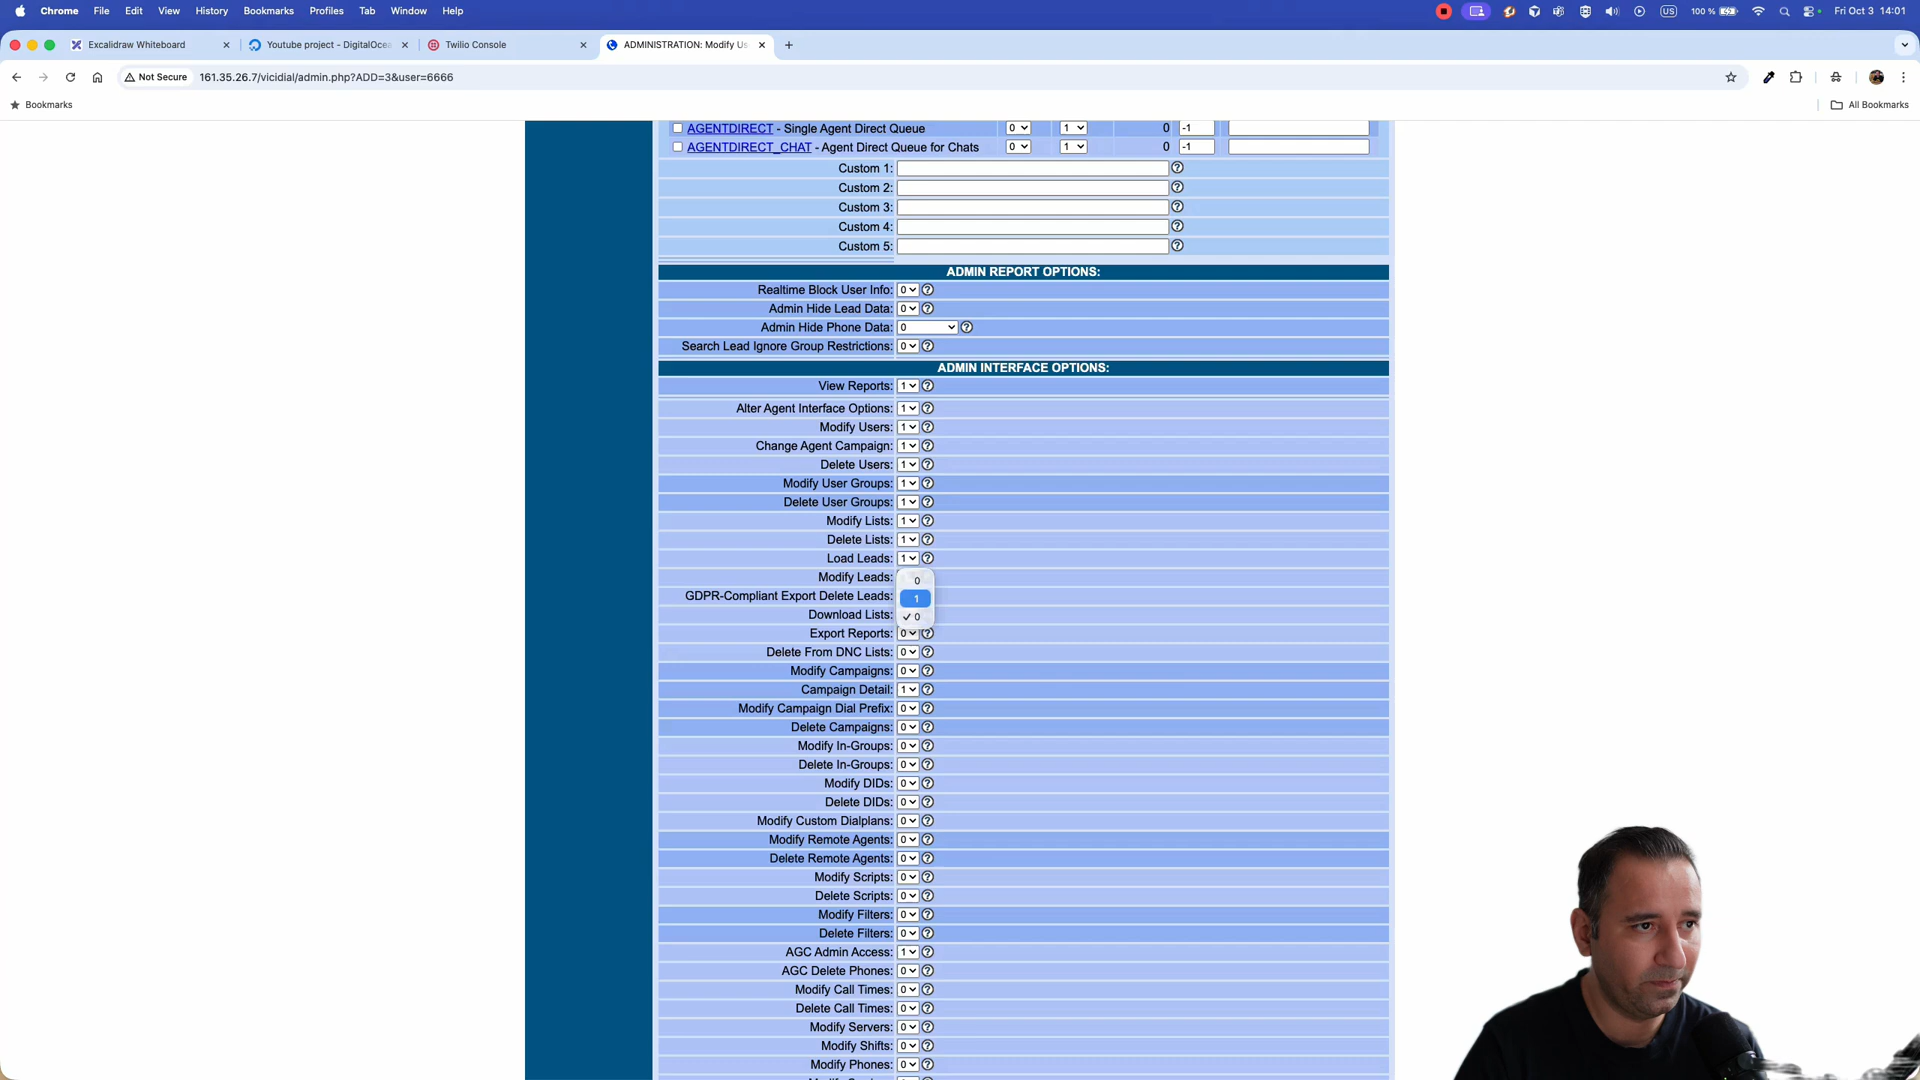 Chrome File Edit View History Bookmarks Profiles Tab Window Help US 100 % Fri Oct 3 14:01
Excalidraw Whiteboard Youtube project - DigitalOcea Twilio Console ADMINISTRATION: Modify Us
Not Secure 161.35.26.7/vicidial/admin.php?ADD=3&user=6666
Bookmarks All Bookmarks
AGENTDIRECT - Single Agent Direct Queue 0 1 0 -1
AGENTDIRECT_CHAT - Agent Direct Queue for Chats 0 1 0 -1
Custom 1:
Custom 2:
Custom 3:
Custom 4:
Custom 5:
ADMIN REPORT OPTIONS:
Realtime Block User Info: 0
Admin Hide Lead Data: 0
Admin Hide Phone Data: 0
Search Lead Ignore Group Restrictions: 0
ADMIN INTERFACE OPTIONS:
View Reports: 1
Alter Agent Interface Options: 1
Modify Users: 1
Change Agent Campaign: 1
Delete Users: 1
Modify User Groups: 1
Delete User Groups: 1
Modify Lists: 1
Delete Lists: 1
Load Leads: 1
Modify Leads: 0
GDPR-Compliant Export Delete Leads: 1
Download Lists: ✓ 0
Export Reports: 0
Delete From DNC Lists: 0
Modify Campaigns: 0
Campaign Detail: 1
Modify Campaign Dial Prefix: 0
Delete Campaigns: 0
Modify In-Groups: 0
Delete In-Groups: 0
Modify DIDs: 0
Delete DIDs: 0
Modify Custom Dialplans: 0
Modify Remote Agents: 0
Delete Remote Agents: 0
Modify Scripts: 0
Delete Scripts: 0
Modify Filters: 0
Delete Filters: 0
AGC Admin Access: 1
AGC Delete Phones: 0
Modify Call Times: 0
Delete Call Times: 0
Modify Servers: 0
Modify Shifts: 0
Modify Phones: 0